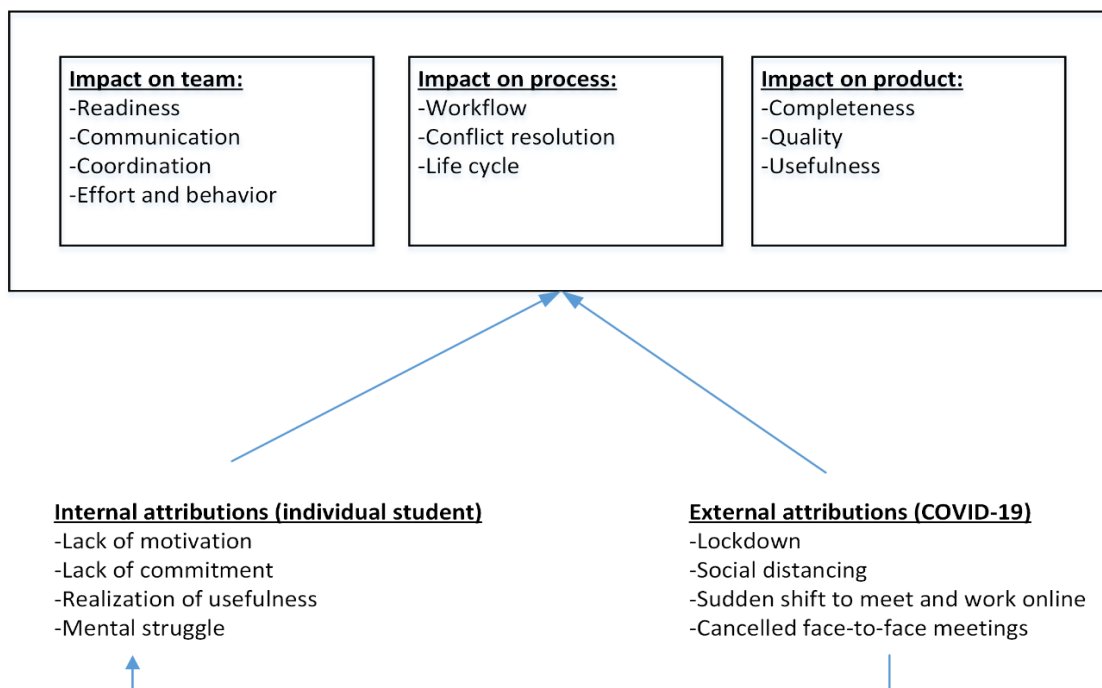 Impact on team:
-Readiness
-Communication
-Coordination
-Effort and behavior
Impact on process:
-Workflow
-Conflict resolution
-Life cycle
Impact on product:
-Completeness
-Quality
-Usefulness
Internal attributions (individual student)
-Lack of motivation
-Lack of commitment
-Realization of usefulness
-Mental struggle
External attributions (COVID-19)
-Lockdown
-Social distancing
-Sudden shift to meet and work online
-Cancelled face-to-face meetings